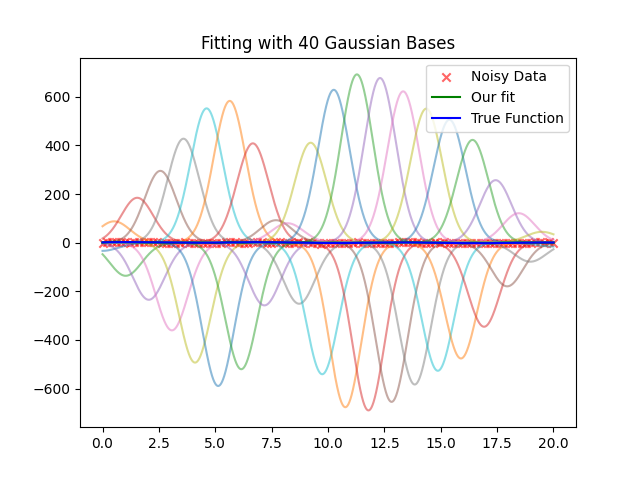 Fitting with 40 Gaussian Bases
Noisy Data
Our fit
True Function
600
400
200
0
−200
−400
−600
0.0 2.5 5.0 7.5 10.0 12.5 15.0 17.5 20.0